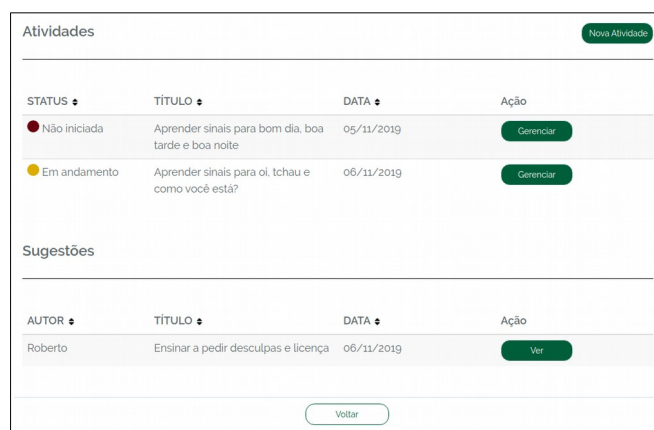 Atividades
Nova Atividade
STATUS TÍTULO DATA Ação
Não iniciada Aprender sinais para bom dia, boa 05/11/2019 Gerenciar
tarde e boa noite
Em andamento Aprender sinais para oi, tchau e 06/11/2019 Gerenciar
como você está?
Sugestões
AUTOR TÍTULO DATA Ação
Roberto Ensinar a pedir desculpas e licença 06/11/2019 Ver
Voltar